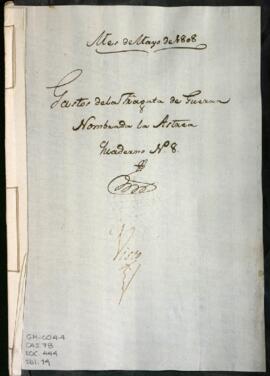 Mes de Mayo de 1808
Gastos de la Fragata de Guerra
Nombrada la Astrea
Quaderno Nº 8.
GM-CO44
CAJ 78
DOC. 444
fol. 14